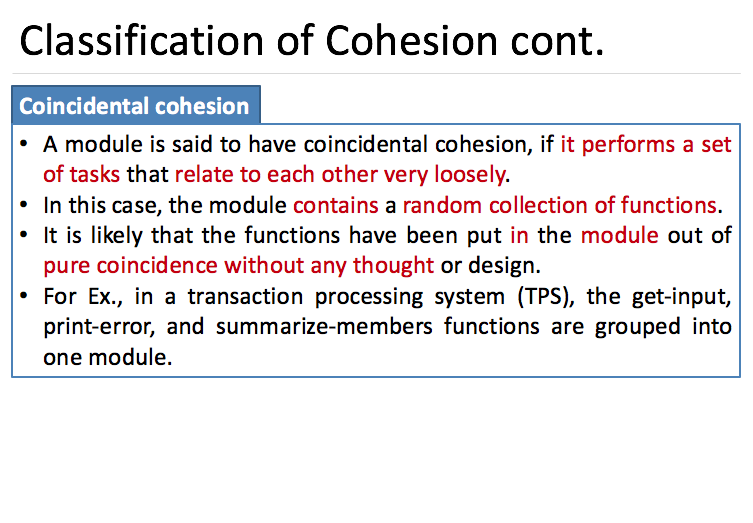 Classification of Cohesion cont.
Coincidental cohesion
• A module is said to have coincidental cohesion, if it performs a set
of tasks that relate to each other very loosely.
• In this case, the module contains a random collection of functions.
• It is likely that the functions have been put in the module out of
pure coincidence without any thought or design.
• For Ex., in a transaction processing system (TPS), the get-input,
print-error, and summarize-members functions are grouped into
one module.